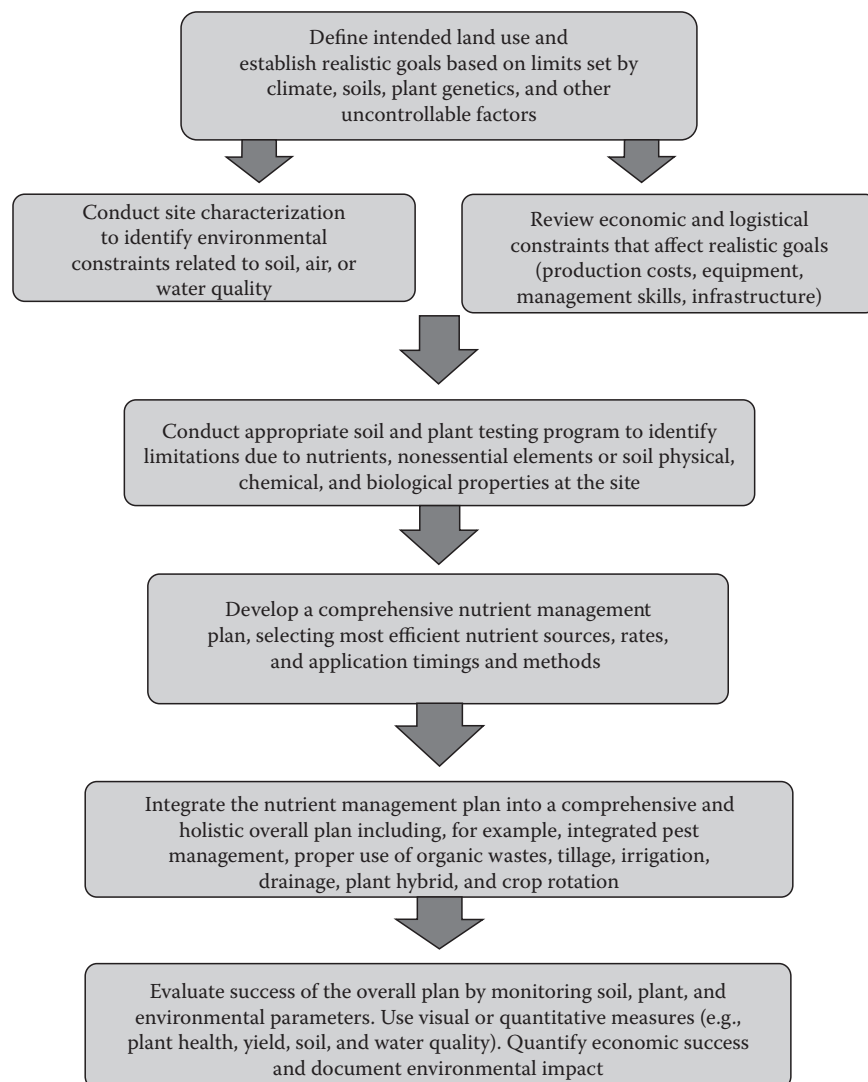 Define intended land use and
establish realistic goals based on limits set by
climate, soils, plant genetics, and other
uncontrollable factors
Conduct site characterization
to identify environmental
constraints related to soil, air, or
water quality
Review economic and logistical
constraints that affect realistic goals
(production costs, equipment,
management skills, infrastructure)
Conduct appropriate soil and plant testing program to identify
limitations due to nutrients, nonessential elements or soil physical,
chemical, and biological properties at the site
Develop a comprehensive nutrient management
plan, selecting most efficient nutrient sources, rates,
and application timings and methods
Integrate the nutrient management plan into a comprehensive and
holistic overall plan including, for example, integrated pest
management, proper use of organic wastes, tillage, irrigation,
drainage, plant hybrid, and crop rotation
Evaluate success of the overall plan by monitoring soil, plant, and
environmental parameters. Use visual or quantitative measures (e.g.,
plant health, yield, soil, and water quality). Quantify economic success
and document environmental impact